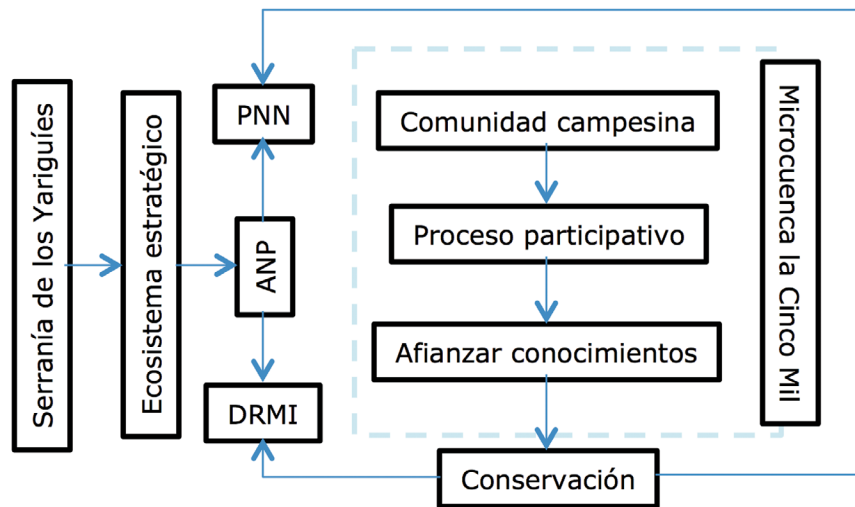 Serranía de los Yariguíes
Ecosistema estratégico
ANP
PNN
DRMI
Comunidad campesina
Proceso participativo
Afianzar conocimientos
Conservación
Microcuenca la Cinco Mil